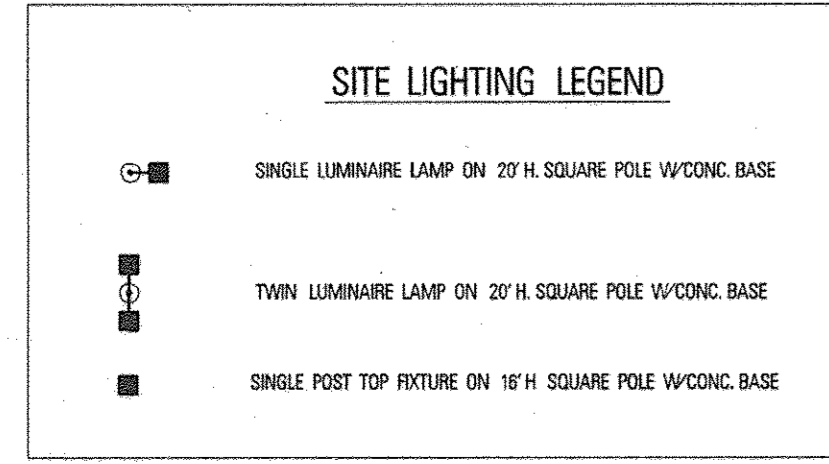 SITE LIGHTING LEGEND
SINGLE LUMINAIRE LAMP ON 20' H. SQUARE POLE W/CONC. BASE
TWIN LUMINAIRE LAMP ON 20' H. SQUARE POLE W/CONC. BASE
SINGLE POST TOP FIXTURE ON 16' H SQUARE POLE W/CONC. BASE